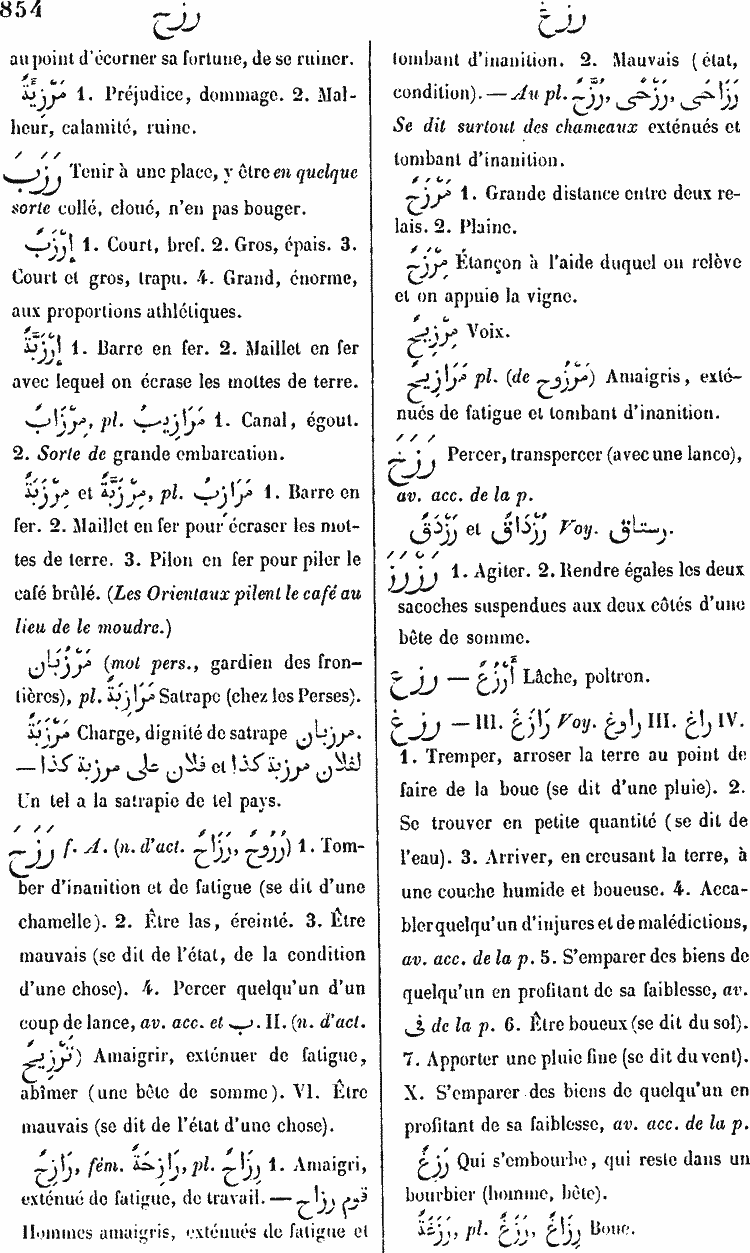 854
رزح
رزغ
au point d'écorner sa fortune, de se ruiner.
مَرْزِئَةٌ 1. Préjudice, dommage. 2. Mal-
heur, calamité, ruine.
رَزَبَ Tenir à une place, y être en quelque
sorte collé, cloué, n'en pas bouger.
إِرْزَبٌّ 1. Court, bref. 2. Gros, épais. 3.
Court et gros, trapu. 4. Grand, énorme,
aux proportions athlétiques.
إِرْزَبَّةٌ 1. Barre en fer. 2. Maillet en fer
avec lequel on écrase les mottes de terre.
مِرْزَابٌ, pl. مَرَازِيبُ 1. Canal, égout.
2. Sorte de grande embarcation.
مِرْزَبَةٌ et مِرْزَبَّةٌ, pl. مَرَازِبُ 1. Barre en
fer. 2. Maillet en fer pour écraser les mot-
tes de terre. 3. Pilon en fer pour piler le
café brûlé. (Les Orientaux pilent le café au
lieu de le moudre.)
مَرْزُبَان (mot pers., gardien des fron-
tières), pl. مَرَازِبَةٌ Satrape (chez les Perses).
مَرْزَبَةٌ Charge, dignité de satrape مرزبان.
لفلان مرزبة كذا et فلان على مرزبة كذا —
Un tel a la satrapie de tel pays.
رَزَحَ f. A. (n. d'act. رُزُوحٌ, رُزَاحٌ) 1. Tom-
ber d'inanition et de fatigue (se dit d'une
chamelle). 2. Être las, éreinté. 3. Être
mauvais (se dit de l'état, de la condition
d'une chose). 4. Percer quelqu'un d'un
coup de lance, av. acc. et ب. II. (n. d'act.
تَرْزِيحٌ) Amaigrir, exténuer de fatigue,
abîmer (une bête de somme). VI. Être
mauvais (se dit de l'état d'une chose).
رَازِحٌ, fém. رَازِحَةٌ, pl. رِزَاحٌ 1. Amaigri,
exténué de fatigue, de travail. — قوم رزاح
Hommes amaigris, exténués de fatigue et
tombant d'inanition. 2. Mauvais (état,
condition). — Au pl. رُزَّحٌ, رَزْحَى, رَزَاحَى
Se dit surtout des chameaux exténués et
tombant d'inanition.
مَرْزَحٌ 1. Grande distance entre deux re-
lais. 2. Plaine.
مِرْزَحٌ Étançon à l'aide duquel on relève
et on appuie la vigne.
مِرْزِيحٌ Voix.
مَرَازِيحُ pl. (de مَرْزُوح) Amaigris, exté-
nués de fatigue et tombant d'inanition.
رَزَخَ Percer, transpercer (avec une lance),
av. acc. de la p.
رُزْدَاقٌ et رُزْدَقٌ Voy. رستاق.
رَزْرَزَ 1. Agiter. 2. Rendre égales les deux
sacoches suspendues aux deux côtés d'une
bête de somme.
رزع — أَرْزَعُ Lâche, poltron.
رزغ — III. رَازَغَ Voy. راوغ III. راغ IV.
1. Tremper, arroser la terre au point de
faire de la boue (se dit d'une pluie). 2.
Se trouver en petite quantité (se dit de
l'eau). 3. Arriver, en creusant la terre, à
une couche humide et boueuse. 4. Acca-
bler quelqu'un d'injures et de malédictions,
av. acc. de la p. 5. S'emparer des biens de
quelqu'un en profitant de sa faiblesse, av.
فى de la p. 6. Être boueux (se dit du sol).
7. Apporter une pluie fine (se dit du vent).
X. S'emparer des biens de quelqu'un en
profitant de sa faiblesse, av. acc. de la p.
رَزِغٌ Qui s'embourbe, qui reste dans un
bourbier (homme, bête).
رَزَغَةٌ, pl. رَزَغٌ, رِزَاغٌ Boue.